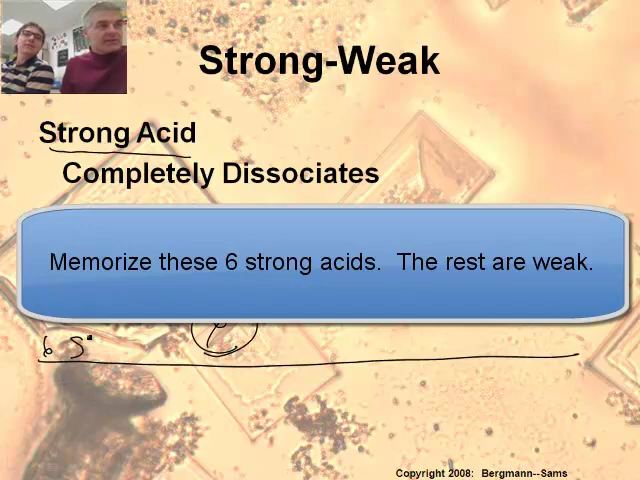 Strong-Weak
Strong Acid
Completely Dissociates
Memorize these 6 strong acids. The rest are weak.
6 S
Copyright 2008: Bergmann--Sams